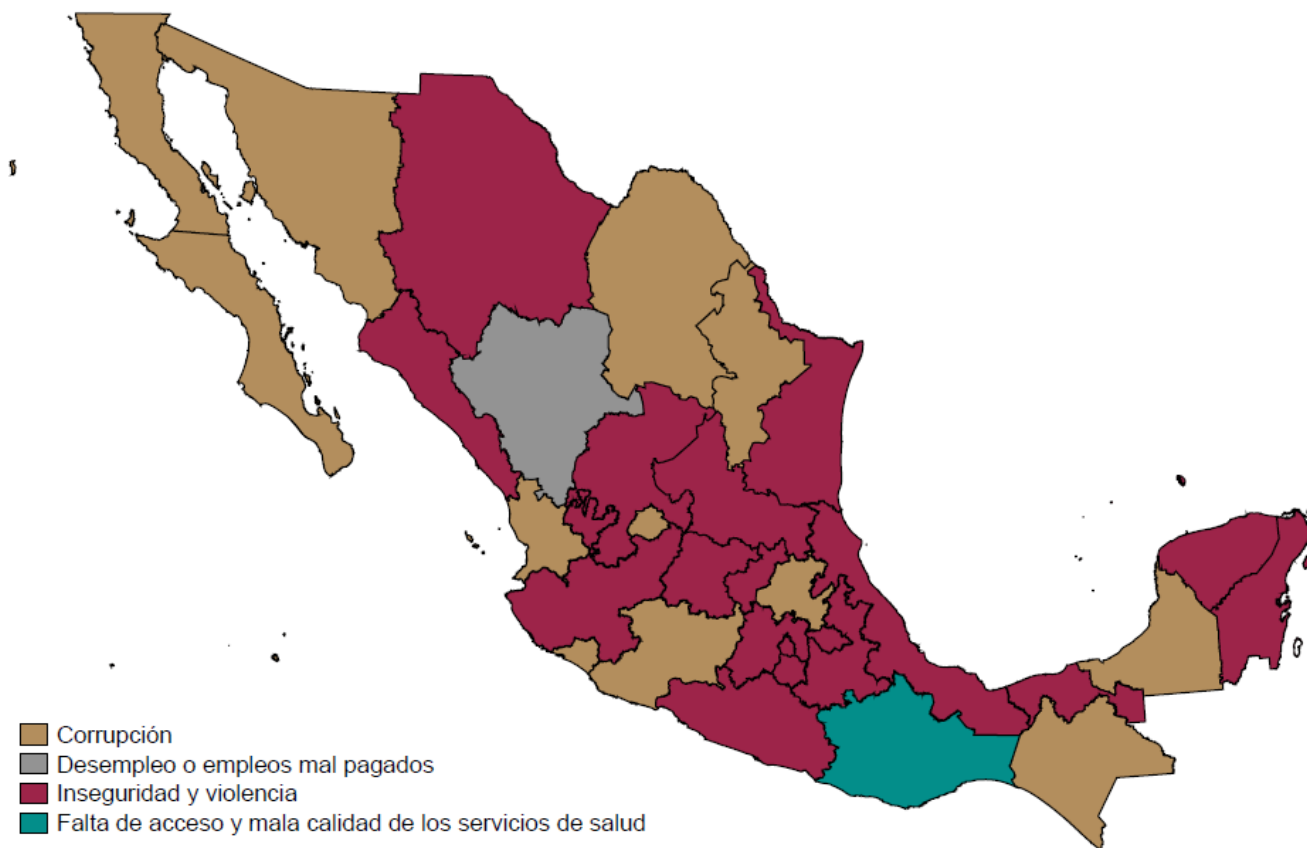 Corrupción
Desempleo o empleos mal pagados
Inseguridad y violencia
Falta de acceso y mala calidad de los servicios de salud